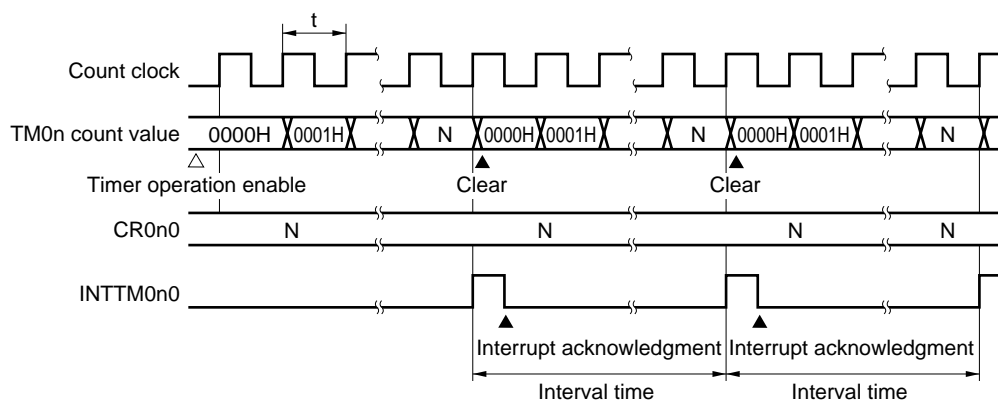 t
Count clock
TM0n count value 0000H 0001H N 0000H 0001H N 0000H 0001H N
Timer operation enable Clear Clear
CR0n0 N N N N
INTTM0n0
Interrupt acknowledgment Interrupt acknowledgment
Interval time Interval time